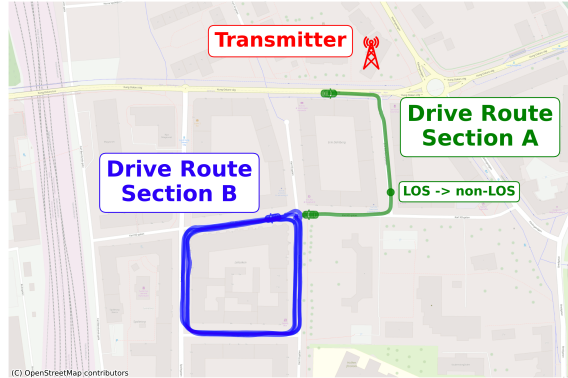 Transmitter
Drive Route
Section A
Drive Route
Section B
LOS -> non-LOS
(C) OpenStreetMap contributors